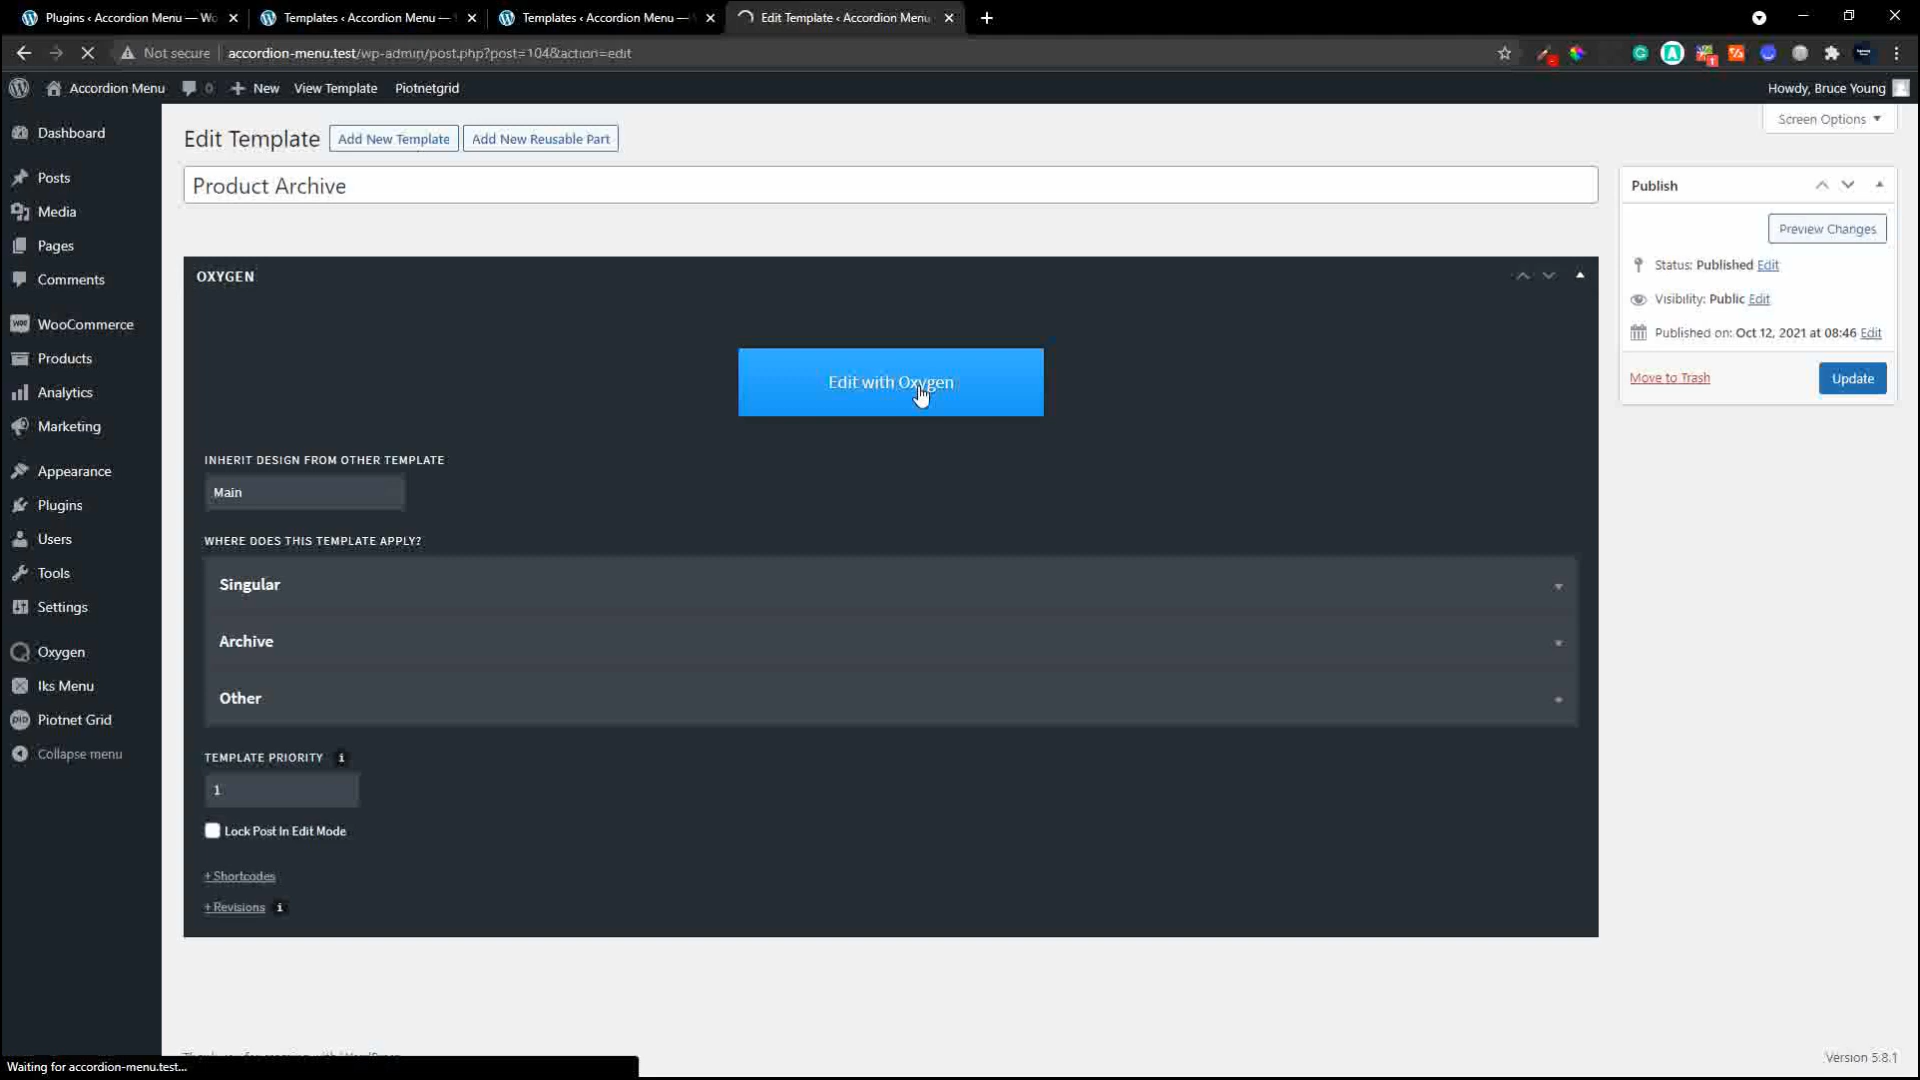 Plugins ‹ Accordion Menu — Wo
Templates ‹ Accordion Menu —
Templates ‹ Accordion Menu —
Edit Template ‹ Accordion Menu
Not secure
accordion-menu.test/wp-admin/post.php?post=104&action=edit
Accordion Menu
0
New
View Template
Piotnetgrid
Howdy, Bruce Young
Screen Options
Dashboard
Posts
Media
Pages
Comments
WooCommerce
Products
Analytics
Marketing
Appearance
Plugins
Users
Tools
Settings
Oxygen
Iks Menu
Piotnet Grid
Collapse menu
Edit Template
Add New Template
Add New Reusable Part
Product Archive
OXYGEN
Edit with Oxygen
INHERIT DESIGN FROM OTHER TEMPLATE
Main
WHERE DOES THIS TEMPLATE APPLY?
Singular
Archive
Other
TEMPLATE PRIORITY
1
Lock Post In Edit Mode
+ Shortcodes
+ Revisions
Publish
Preview Changes
Status: Published Edit
Visibility: Public Edit
Published on: Oct 12, 2021 at 08:46 Edit
Move to Trash
Update
Version 5.8.1
Waiting for accordion-menu.test...